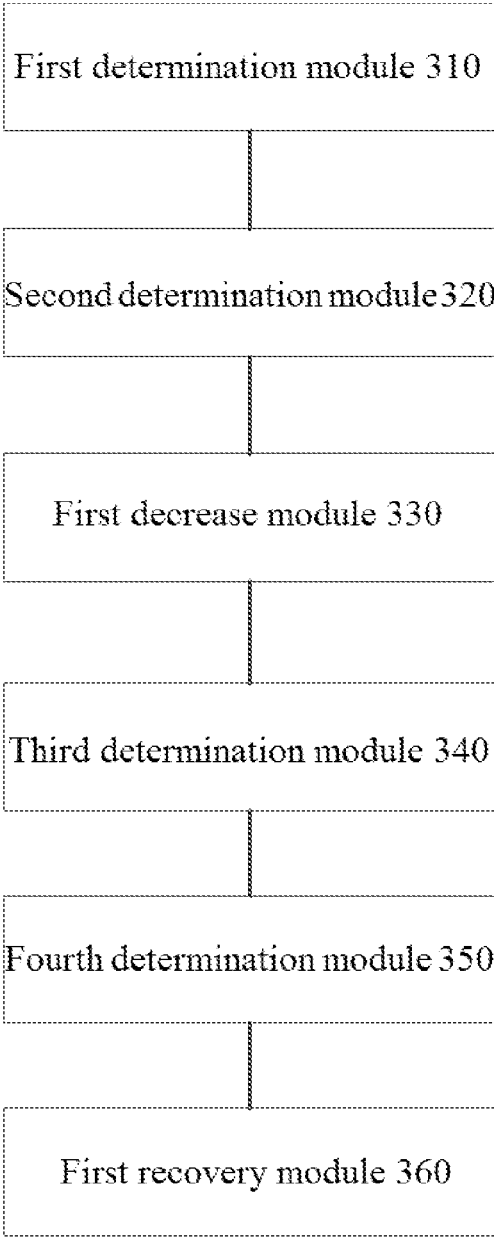 First determination module 310
Second determination module 320
First decrease module 330
Third determination module 340
Fourth determination module 350
First recovery module 360